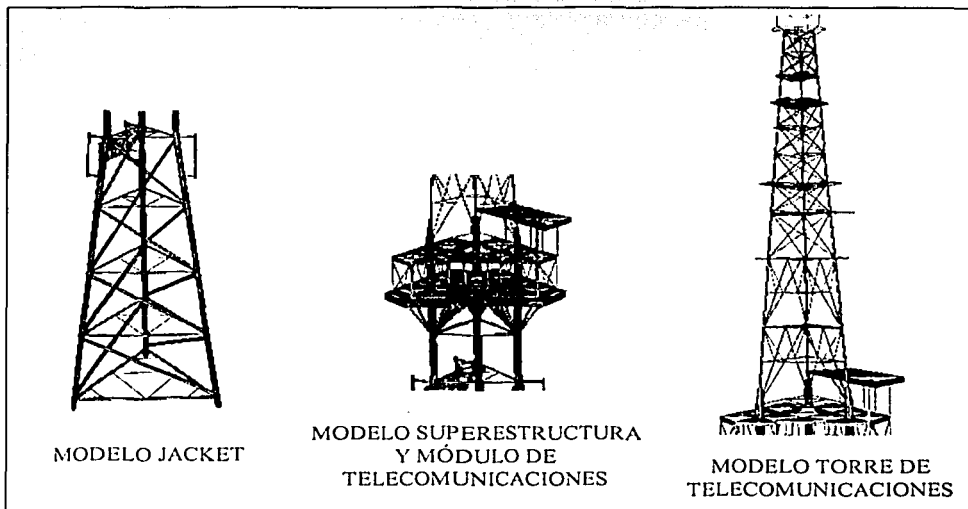 MODELO JACKET
MODELO SUPERESTRUCTURA
Y MÓDULO DE
TELECOMUNICACIONES
MODELO TORRE DE
TELECOMUNICACIONES